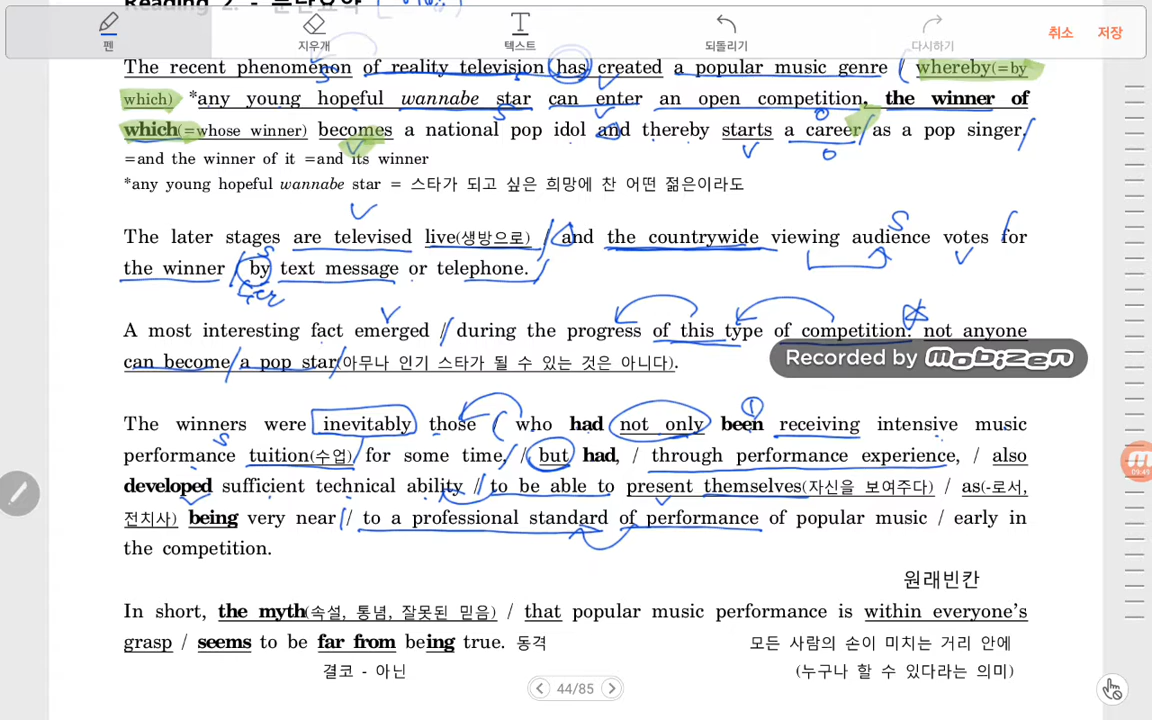 Reading 2. - 문단요약
펜
지우개
텍스트
되돌리기
다시하기
취소
저장
The recent phenomenon of reality television has created a popular music genre ( whereby(=by
which) *any young hopeful wannabe star can enter an open competition, the winner of
which(=whose winner) becomes a national pop idol and thereby starts a career as a pop singer.
=and the winner of it =and its winner
*any young hopeful wannabe star = 스타가 되고 싶은 희망에 찬 어떤 젊은이라도
The later stages are televised live(생방으로) / and the countrywide viewing audience votes for
the winner / by text message or telephone.
A most interesting fact emerged / during the progress of this type of competition: not anyone
can become / a pop star(아무나 인기 스타가 될 수 있는 것은 아니다).
Recorded by mobizen
The winners were inevitably those / who had not only been receiving intensive music
performance tuition(수업) for some time, / but had, / through performance experience, / also
developed sufficient technical ability / to be able to present themselves(자신을 보여주다) / as(-로서,
전치사) being very near / to a professional standard of performance of popular music / early in
the competition.
09:49
원래빈칸
In short, the myth(속설, 통념, 잘못된 믿음) / that popular music performance is within everyone's
grasp / seems to be far from being true. 동격
모든 사람의 손이 미치는 거리 안에
결코 - 아닌
(누구나 할 수 있다라는 의미)
44/85